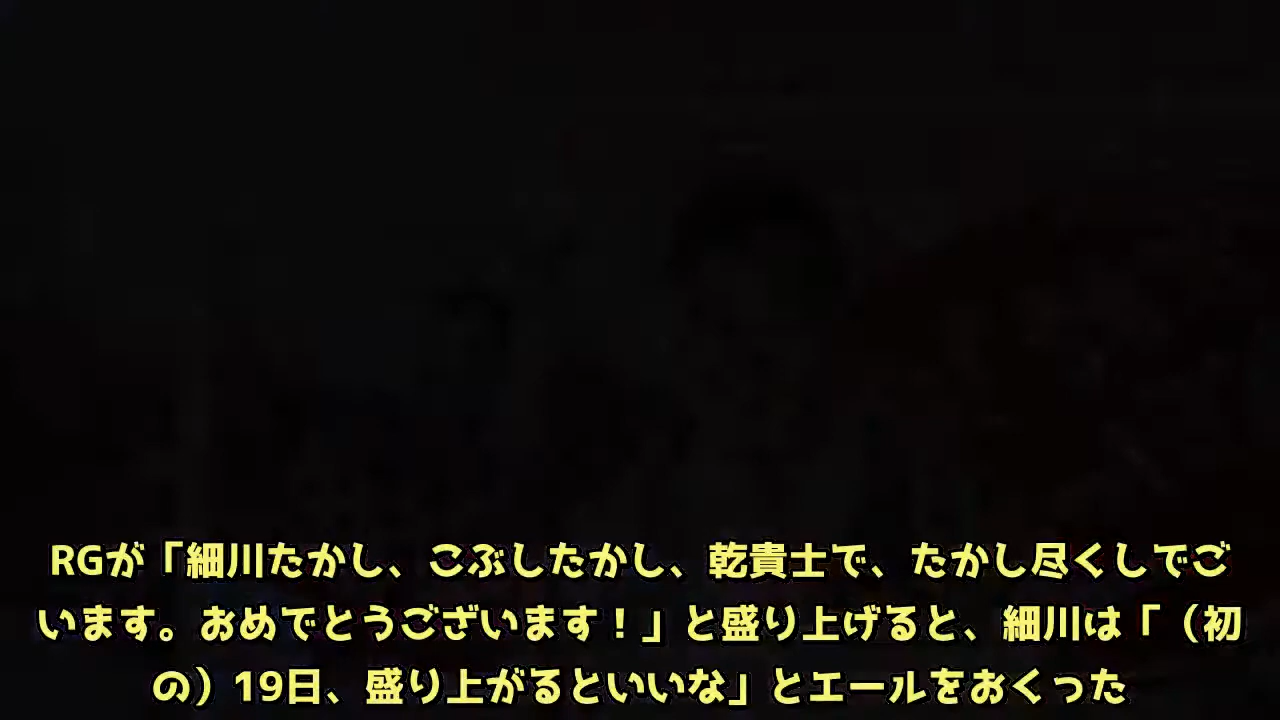 RGが「細川たかし、こぶしたかし、乾貴士で、たかし尽くしでご
います。おめでとうございます！」と盛り上げると、細川は「（初
の）19日、盛り上がるといいな」とエールをおくった